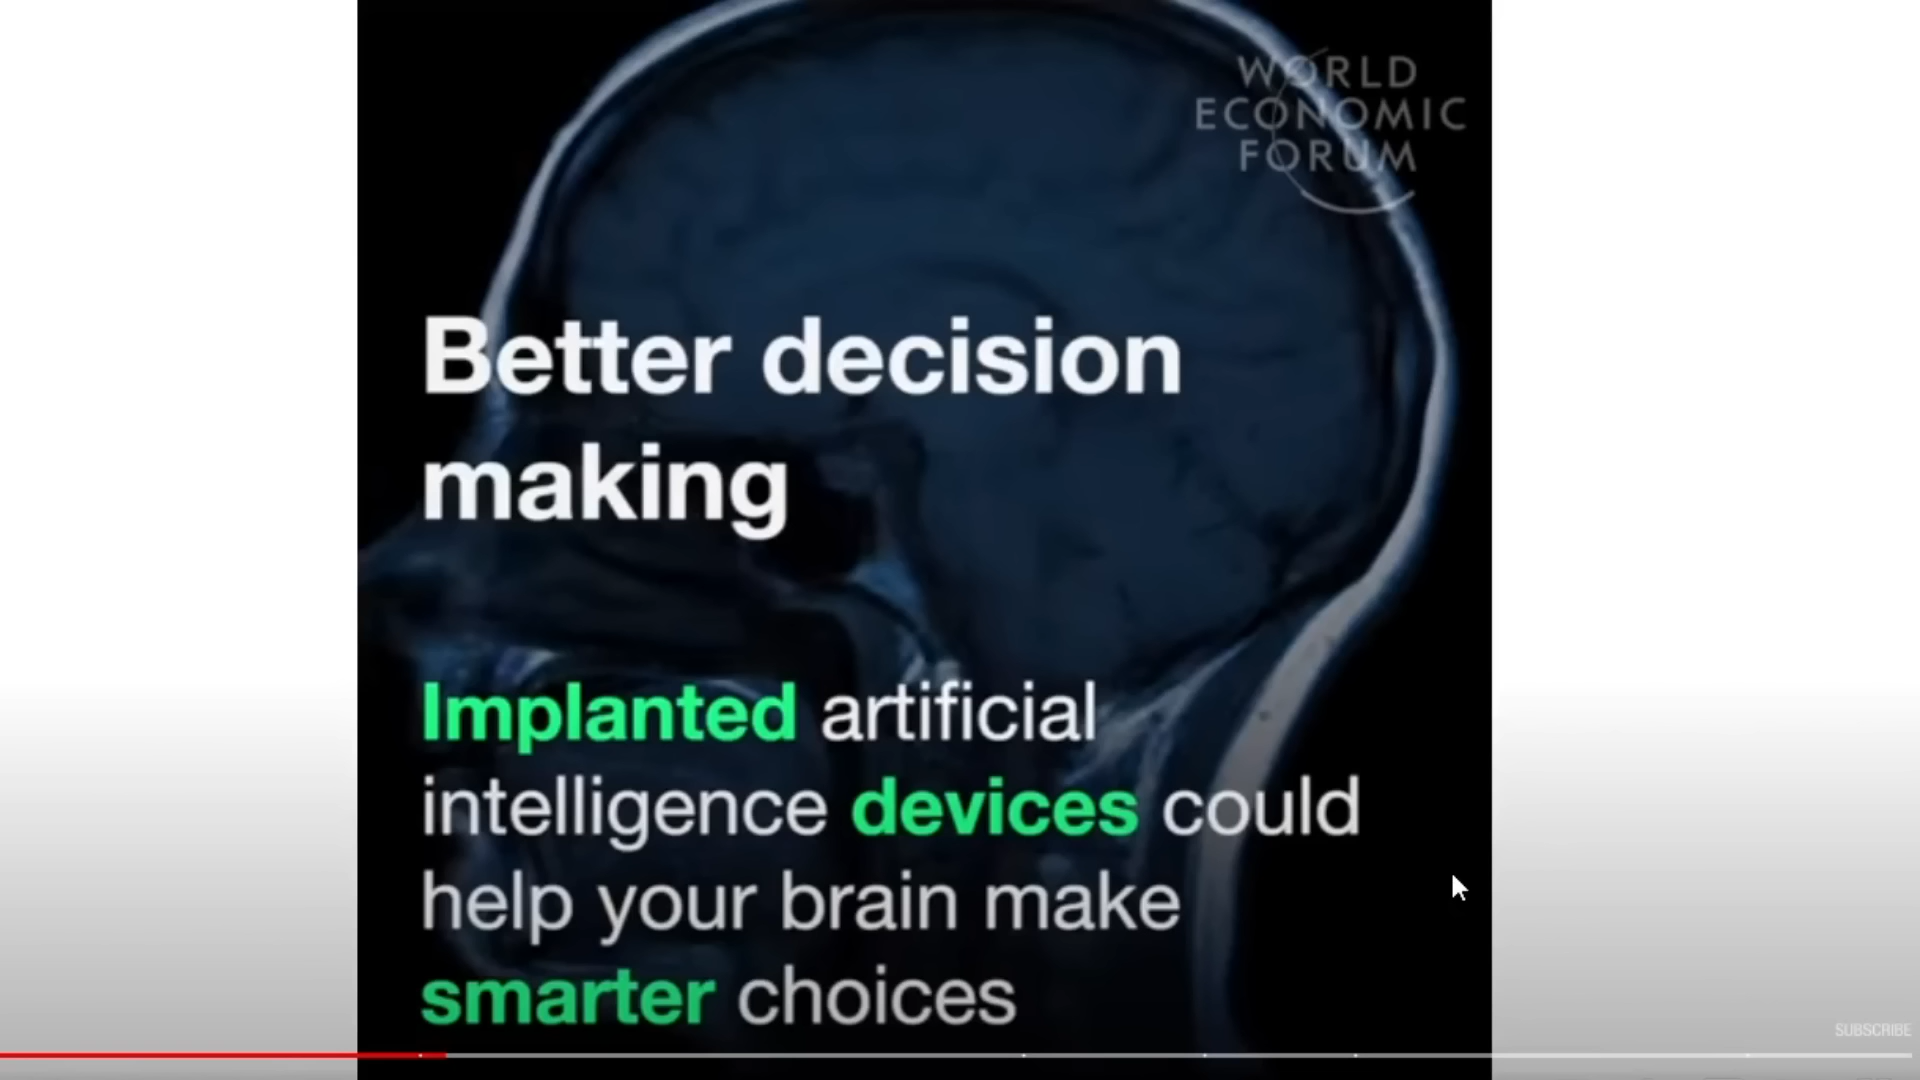 WORLD
ECONOMIC
FORUM
Better decision
making
Implanted artificial
intelligence devices could
help your brain make
smarter choices
SUBSCRIBE